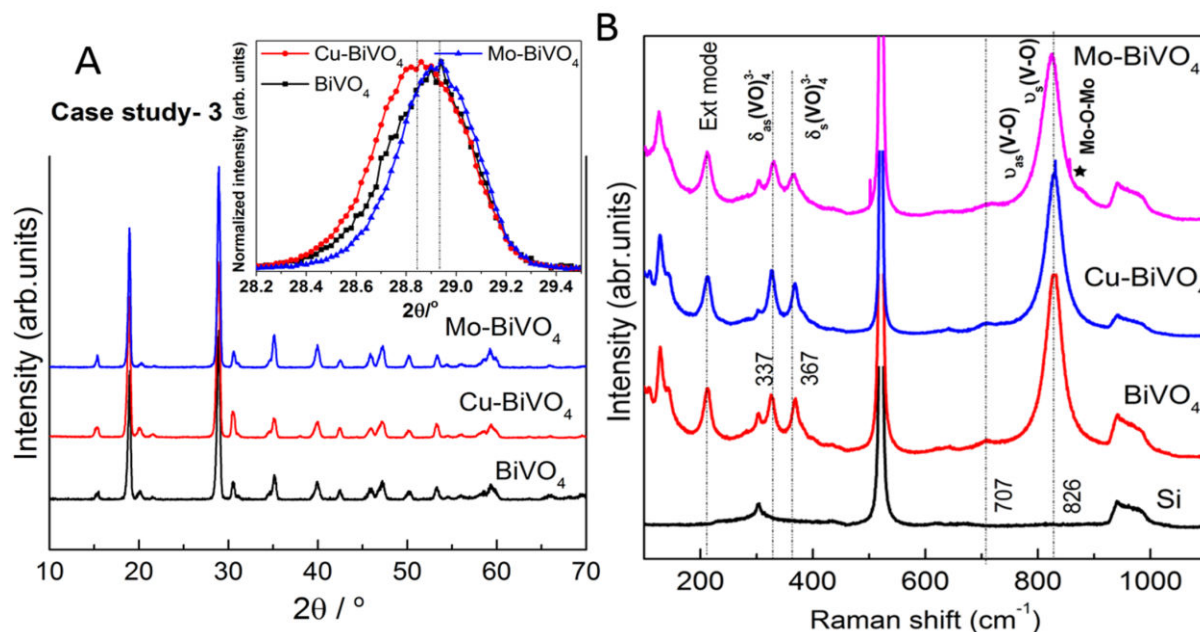 A
Case study- 3
Intensity (arb.units)
Normalized intensity (arb. units)
Cu-BiVO4
BiVO4
Mo-BiVO4
28.2 28.4 28.6 28.8 29.0 29.2 29.4
2θ/°
Mo-BiVO4
Cu-BiVO4
BiVO4
10 20 30 40 50 60 70
2θ / °
B
Intensity (abr.units)
Ext mode
δas(VO)4 3-
δs(VO)4 3-
υas(V-O)
υs(V-O)
Mo-O-Mo
★
Mo-BiVO4
Cu-BiVO4
BiVO4
Si
337
367
707
826
200 400 600 800 1000
Raman shift (cm-1)